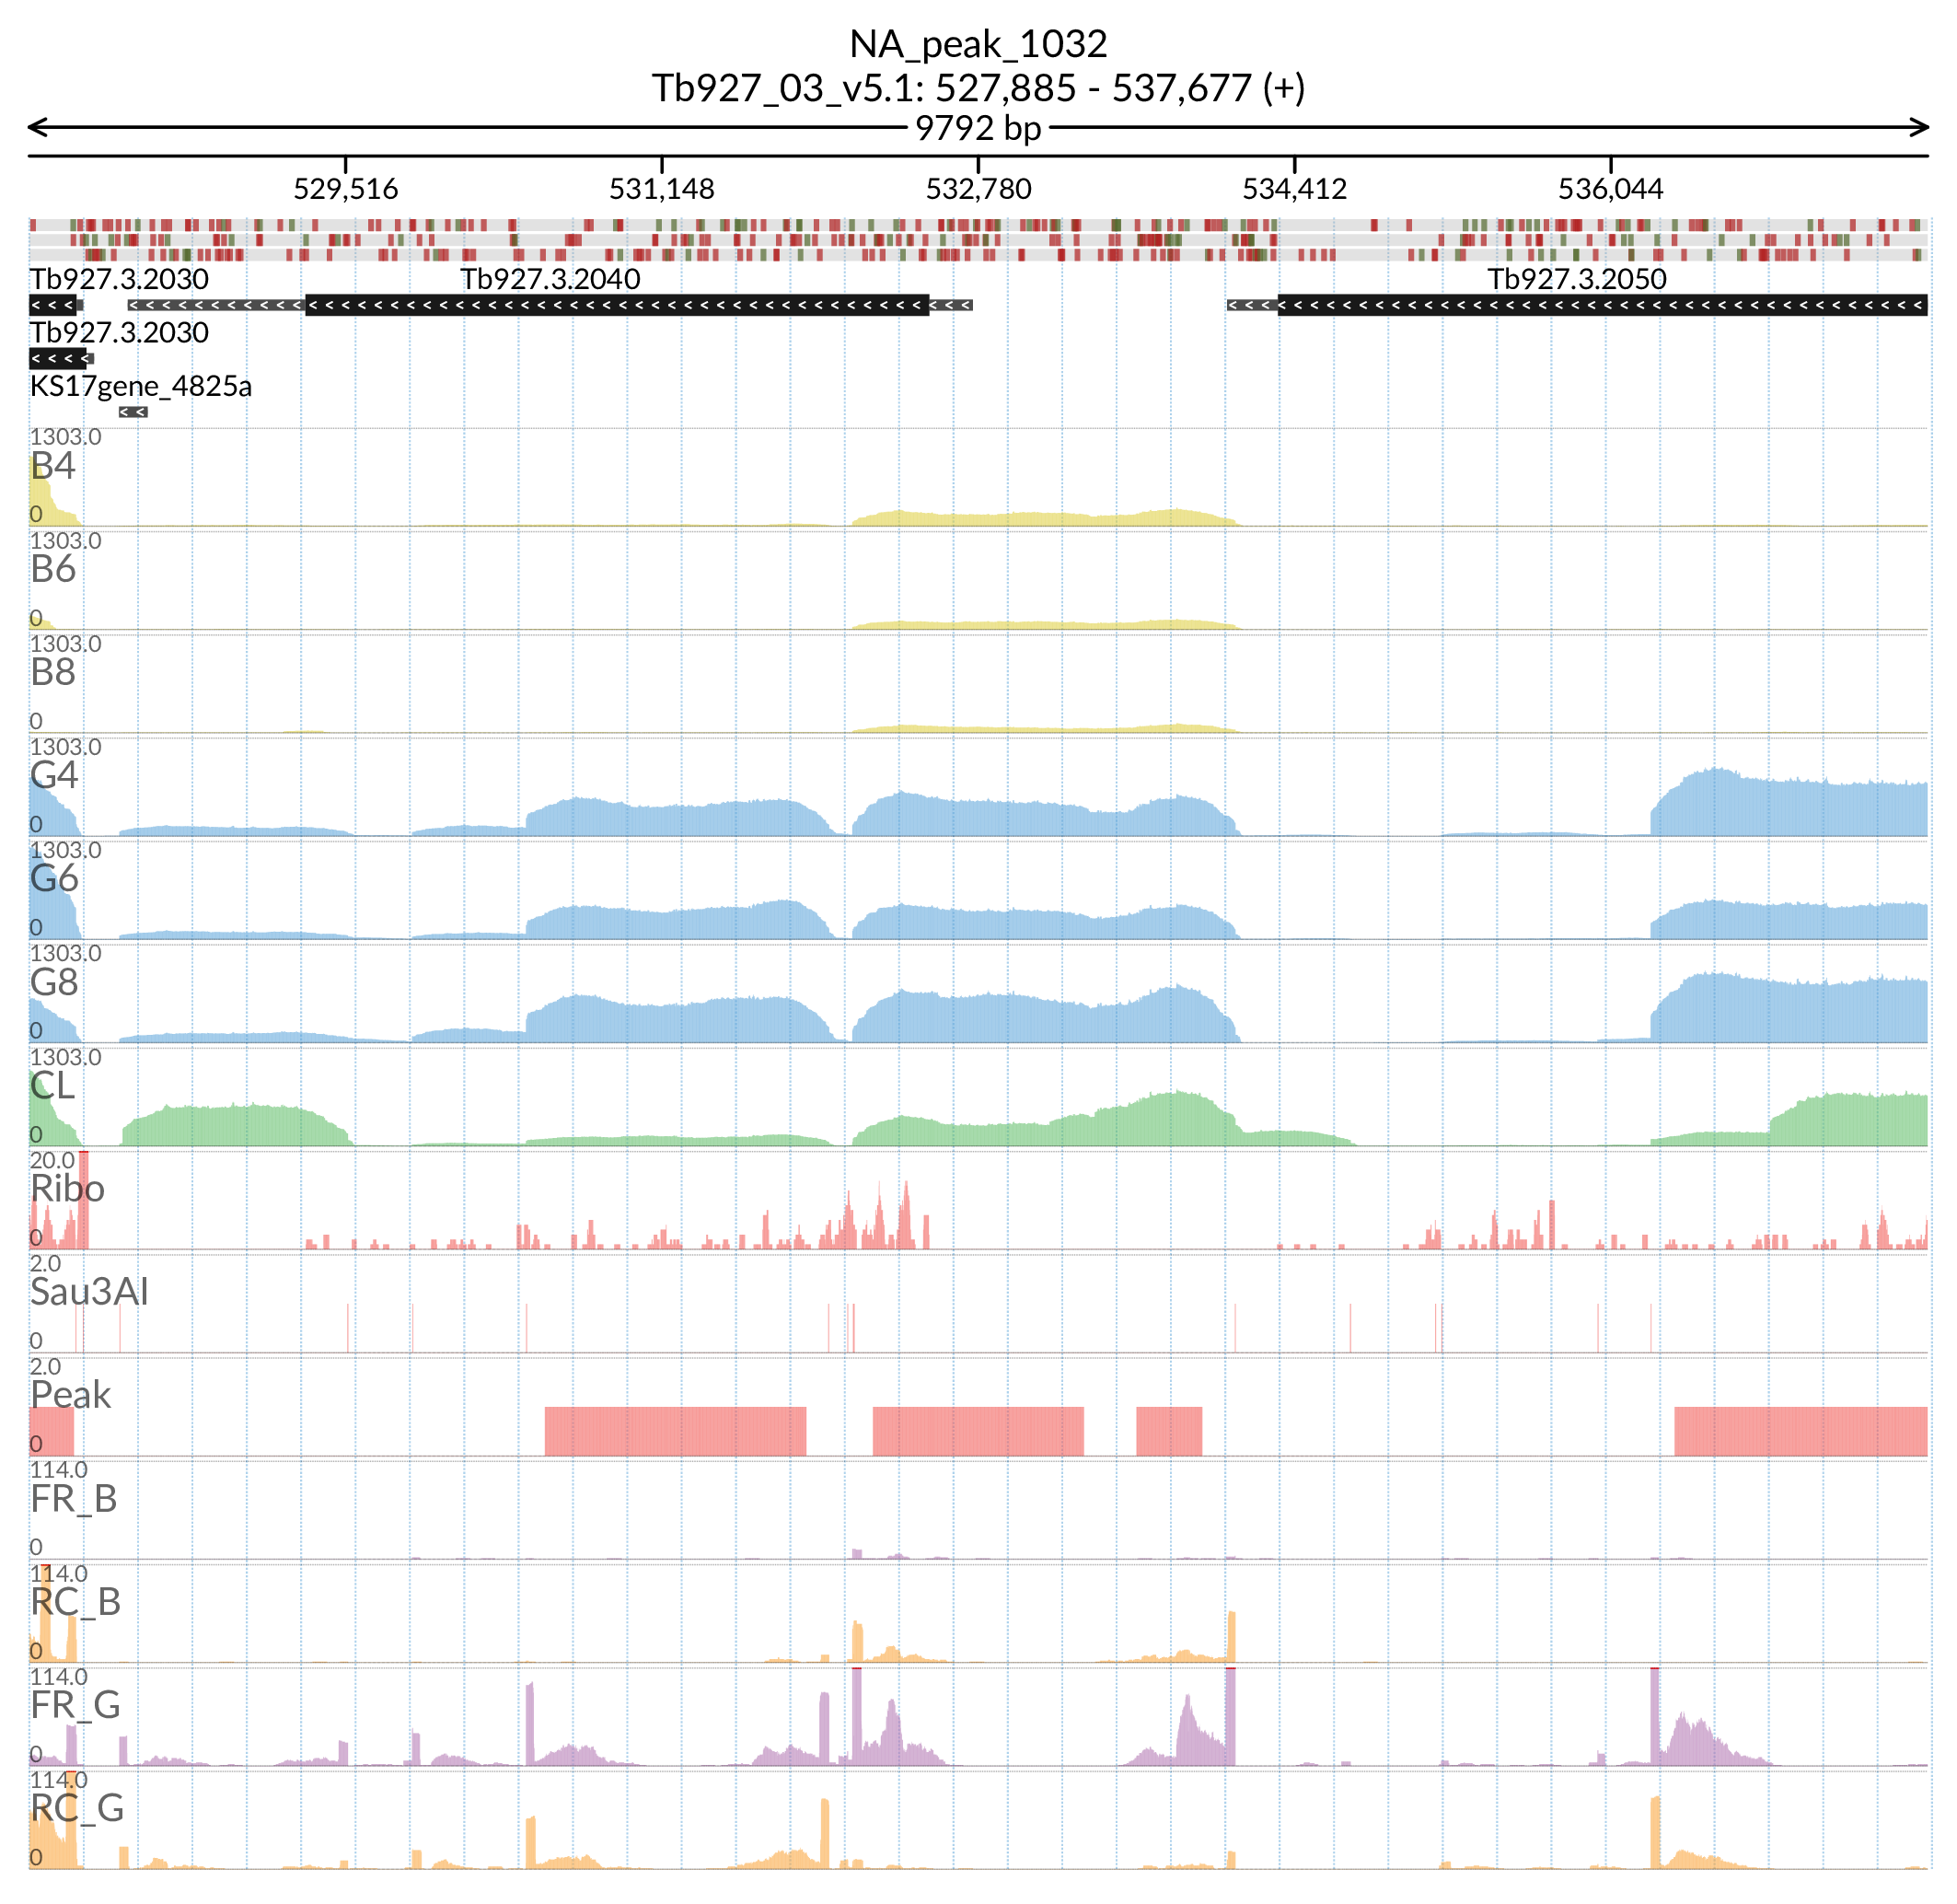 NA_peak_1032
Tb927_03_v5.1: 527,885 - 537,677 (+)
9792 bp
529,516 531,148 532,780 534,412 536,044
Tb927.3.2030 Tb927.3.2040 Tb927.3.2050
Tb927.3.2030
KS17gene_4825a
1303.0
B4
0
1303.0
B6
0
1303.0
B8
0
1303.0
G4
0
1303.0
G6
0
1303.0
G8
0
1303.0
CL
0
20.0
Ribo
0
2.0
Sau3AI
0
2.0
Peak
0
114.0
FR_B
0
114.0
RC_B
0
114.0
FR_G
0
114.0
RC_G
0